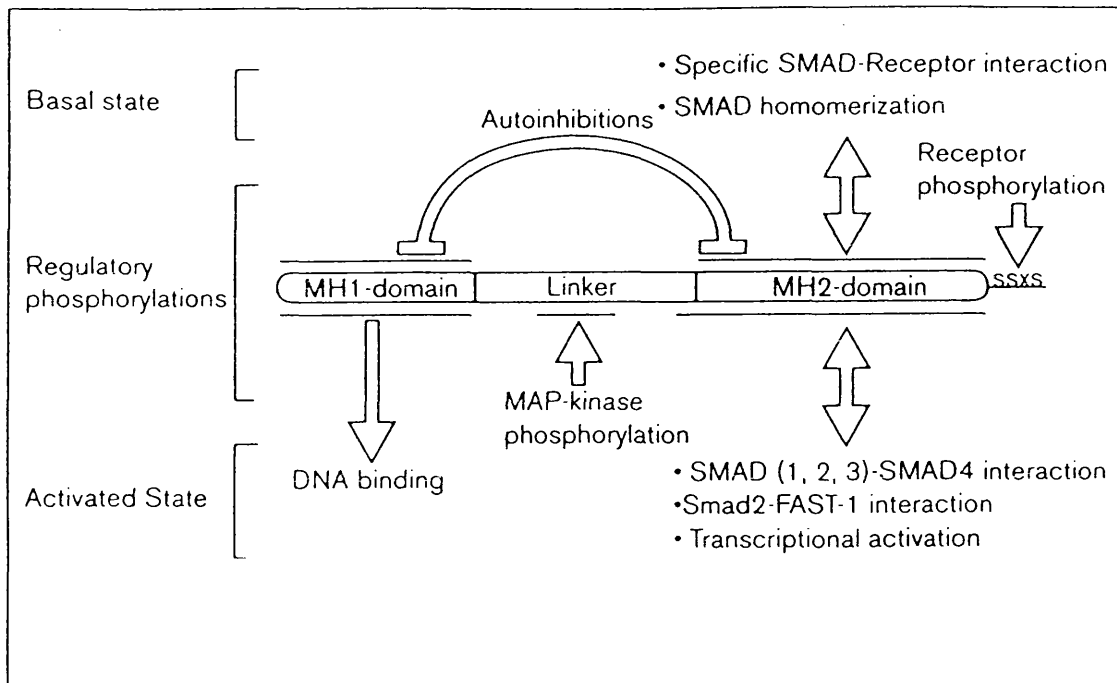 • Specific SMAD-Receptor interaction
Basal state
• SMAD homomerization
Autoinhibitions
Receptor
phosphorylation
Regulatory
phosphorylations
MH1-domain
Linker
MH2-domain
SSXS
MAP-kinase
phosphorylation
DNA binding
Activated State
• SMAD (1, 2, 3)-SMAD4 interaction
•Smad2-FAST-1 interaction
• Transcriptional activation